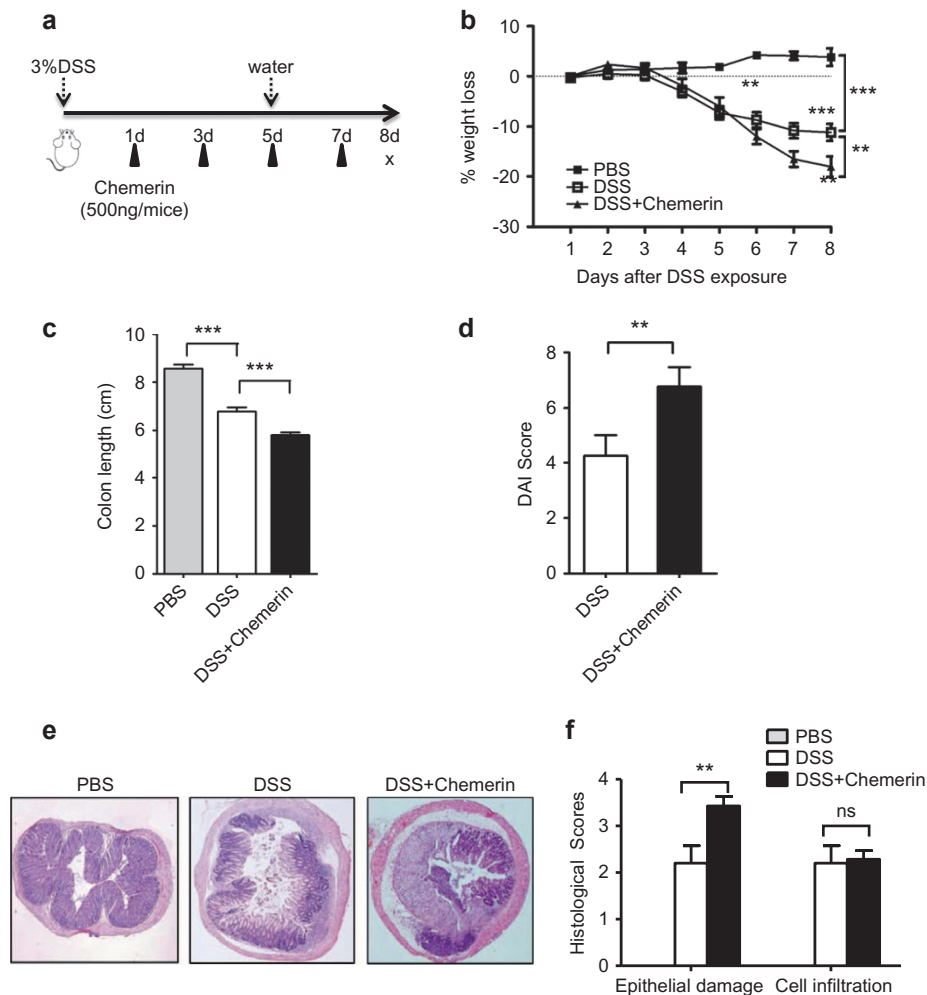 a
3%DSS
water
1d 3d 5d 7d 8d
x
Chemerin
(500ng/mice)
b
10
0
-10
-20
-30
% weight loss
**
***
**
***
**
PBS
DSS
DSS+Chemerin
1 2 3 4 5 6 7 8
Days after DSS exposure
c
10
8
6
4
2
0
Colon length (cm)
***
***
PBS
DSS
DSS+Chemerin
d
8
6
4
2
0
DAI Score
**
DSS
DSS+Chemerin
e
PBS
DSS
DSS+Chemerin
f
PBS
DSS
DSS+Chemerin
4
3
2
1
0
Histological Scores
**
ns
Epithelial damage
Cell infiltration